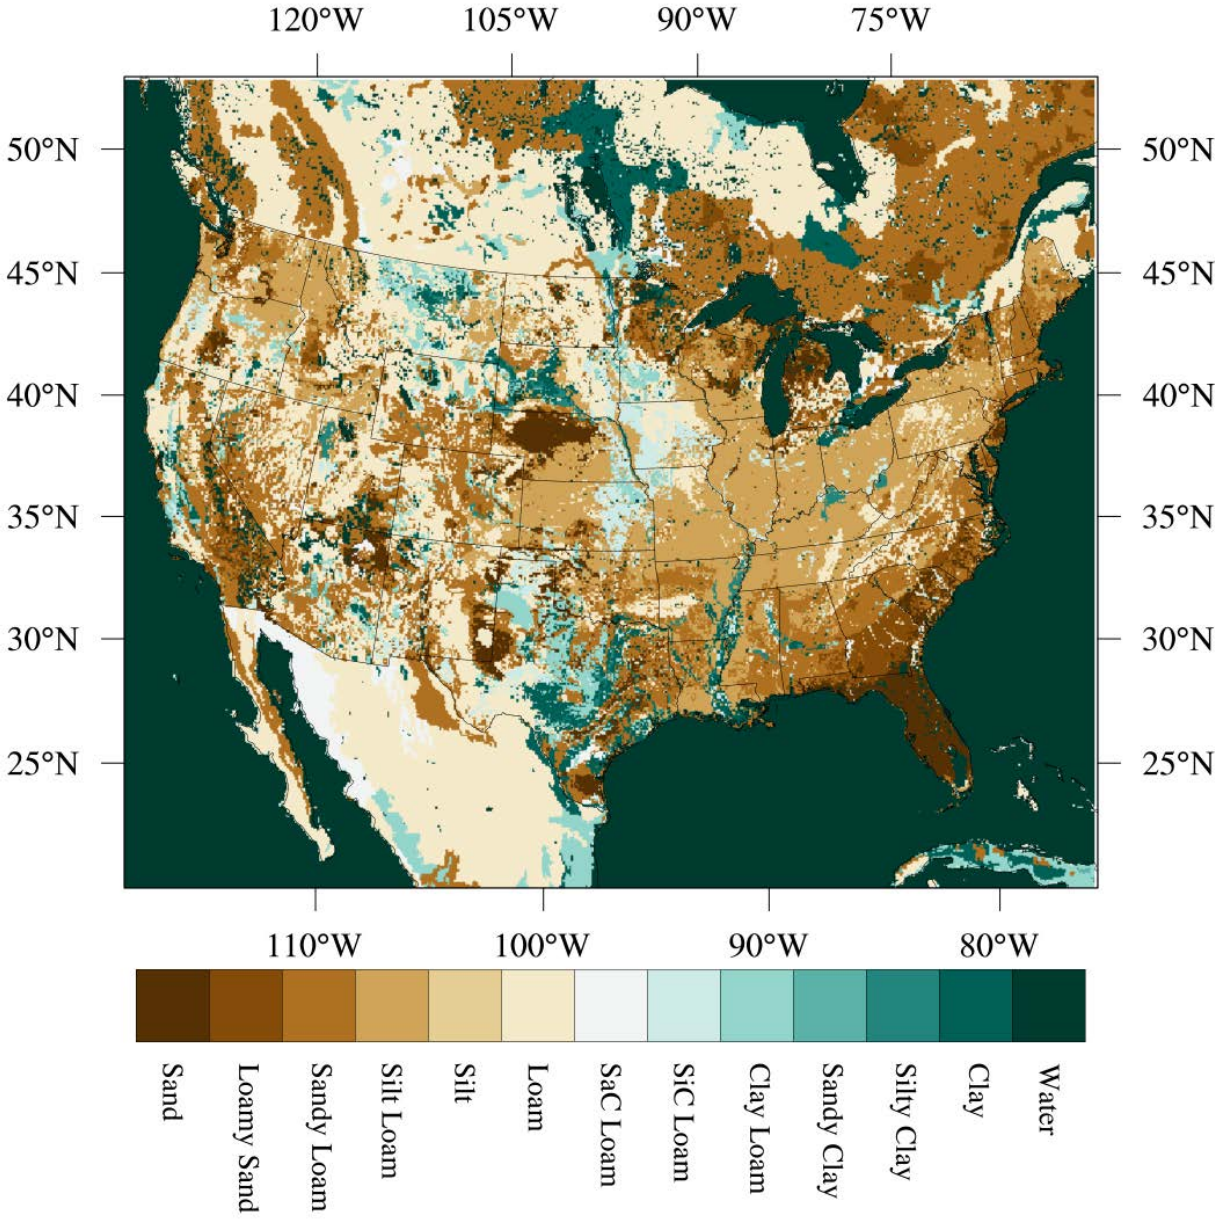 120°W 105°W 90°W 75°W
50°N 50°N
45°N 45°N
40°N 40°N
35°N 35°N
30°N 30°N
25°N 25°N
110°W 100°W 90°W 80°W
Sand
Loamy Sand
Sandy Loam
Silt Loam
Silt
Loam
SaC Loam
SiC Loam
Clay Loam
Sandy Clay
Silty Clay
Clay
Water